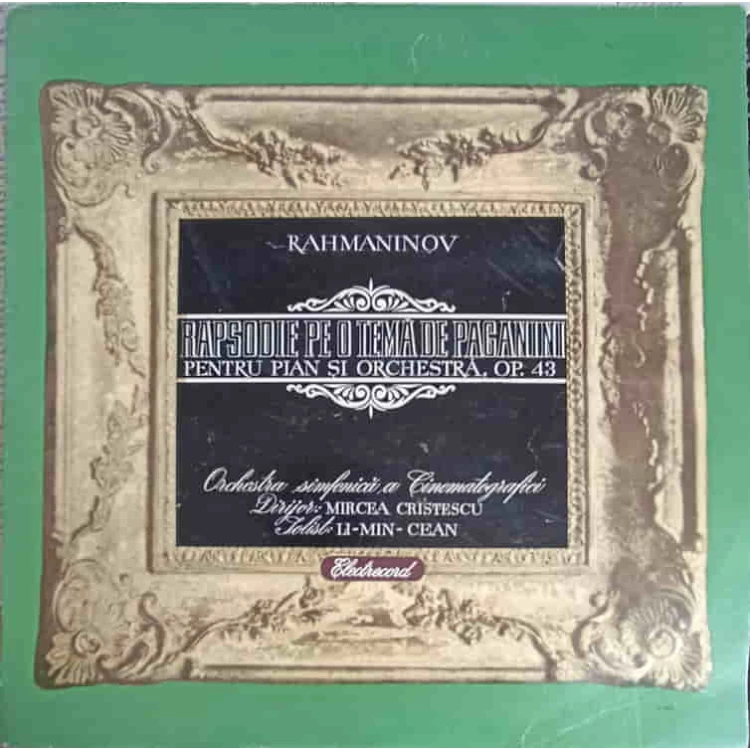 RAHMANINOV
RAPSODIE PE O TEMĂ DE PAGANINI
PENTRU PIAN ȘI ORCHESTRĂ, OP. 43
Orchestra simfonică a Cinematografiei
Dirijor: MIRCEA CRISTESCU
Solist: LI-MIN-CEAN
Electrecord